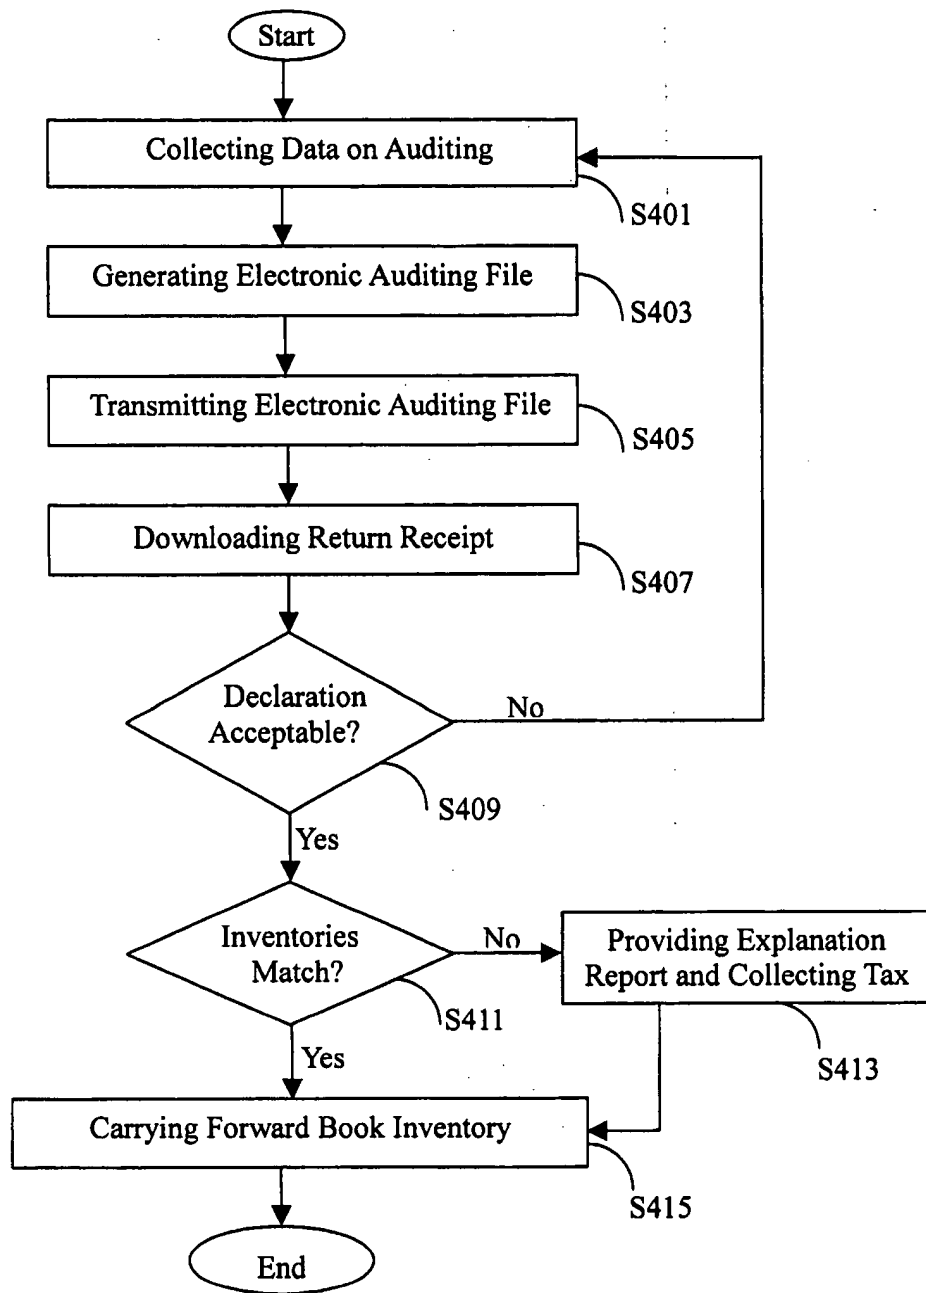 Start
Collecting Data on Auditing
S401
Generating Electronic Auditing File
S403
Transmitting Electronic Auditing File
S405
Downloading Return Receipt
S407
Declaration
Acceptable?
No
S409
Yes
Inventories
Match?
No
Providing Explanation
Report and Collecting Tax
S411
S413
Yes
Carrying Forward Book Inventory
S415
End